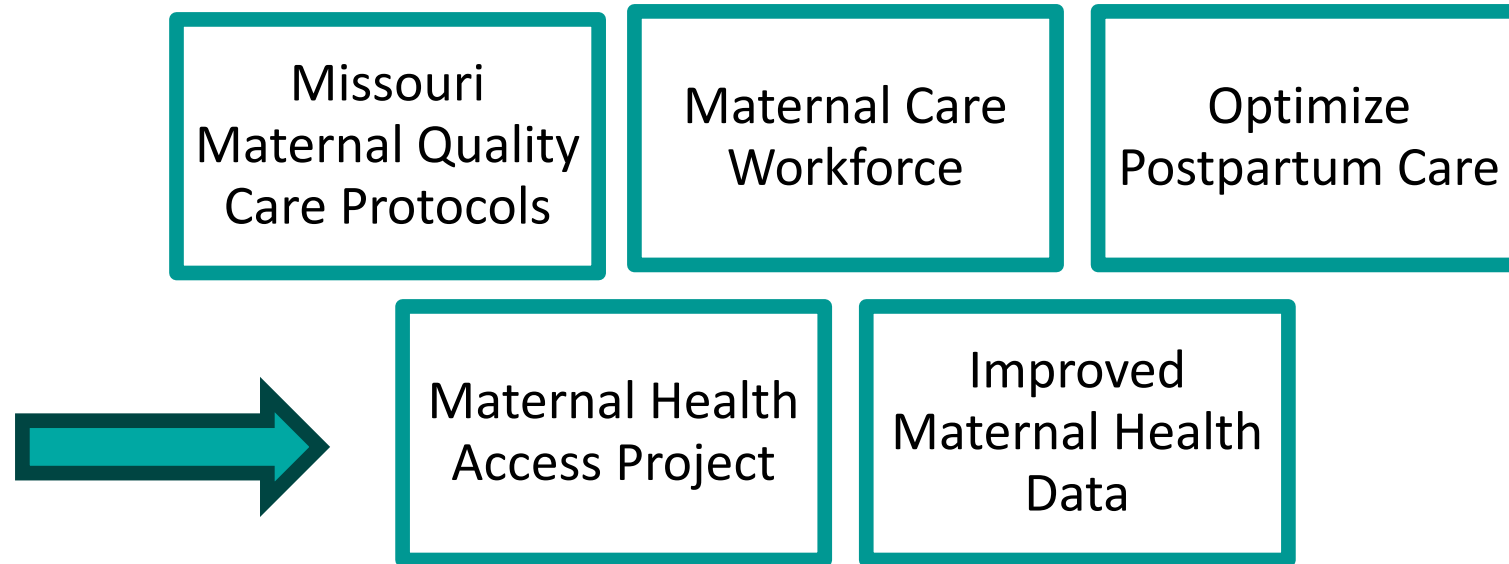 Missouri
Maternal Quality
Care Protocols
Maternal Care
Workforce
Optimize
Postpartum Care
Maternal Health
Access Project
Improved
Maternal Health
Data